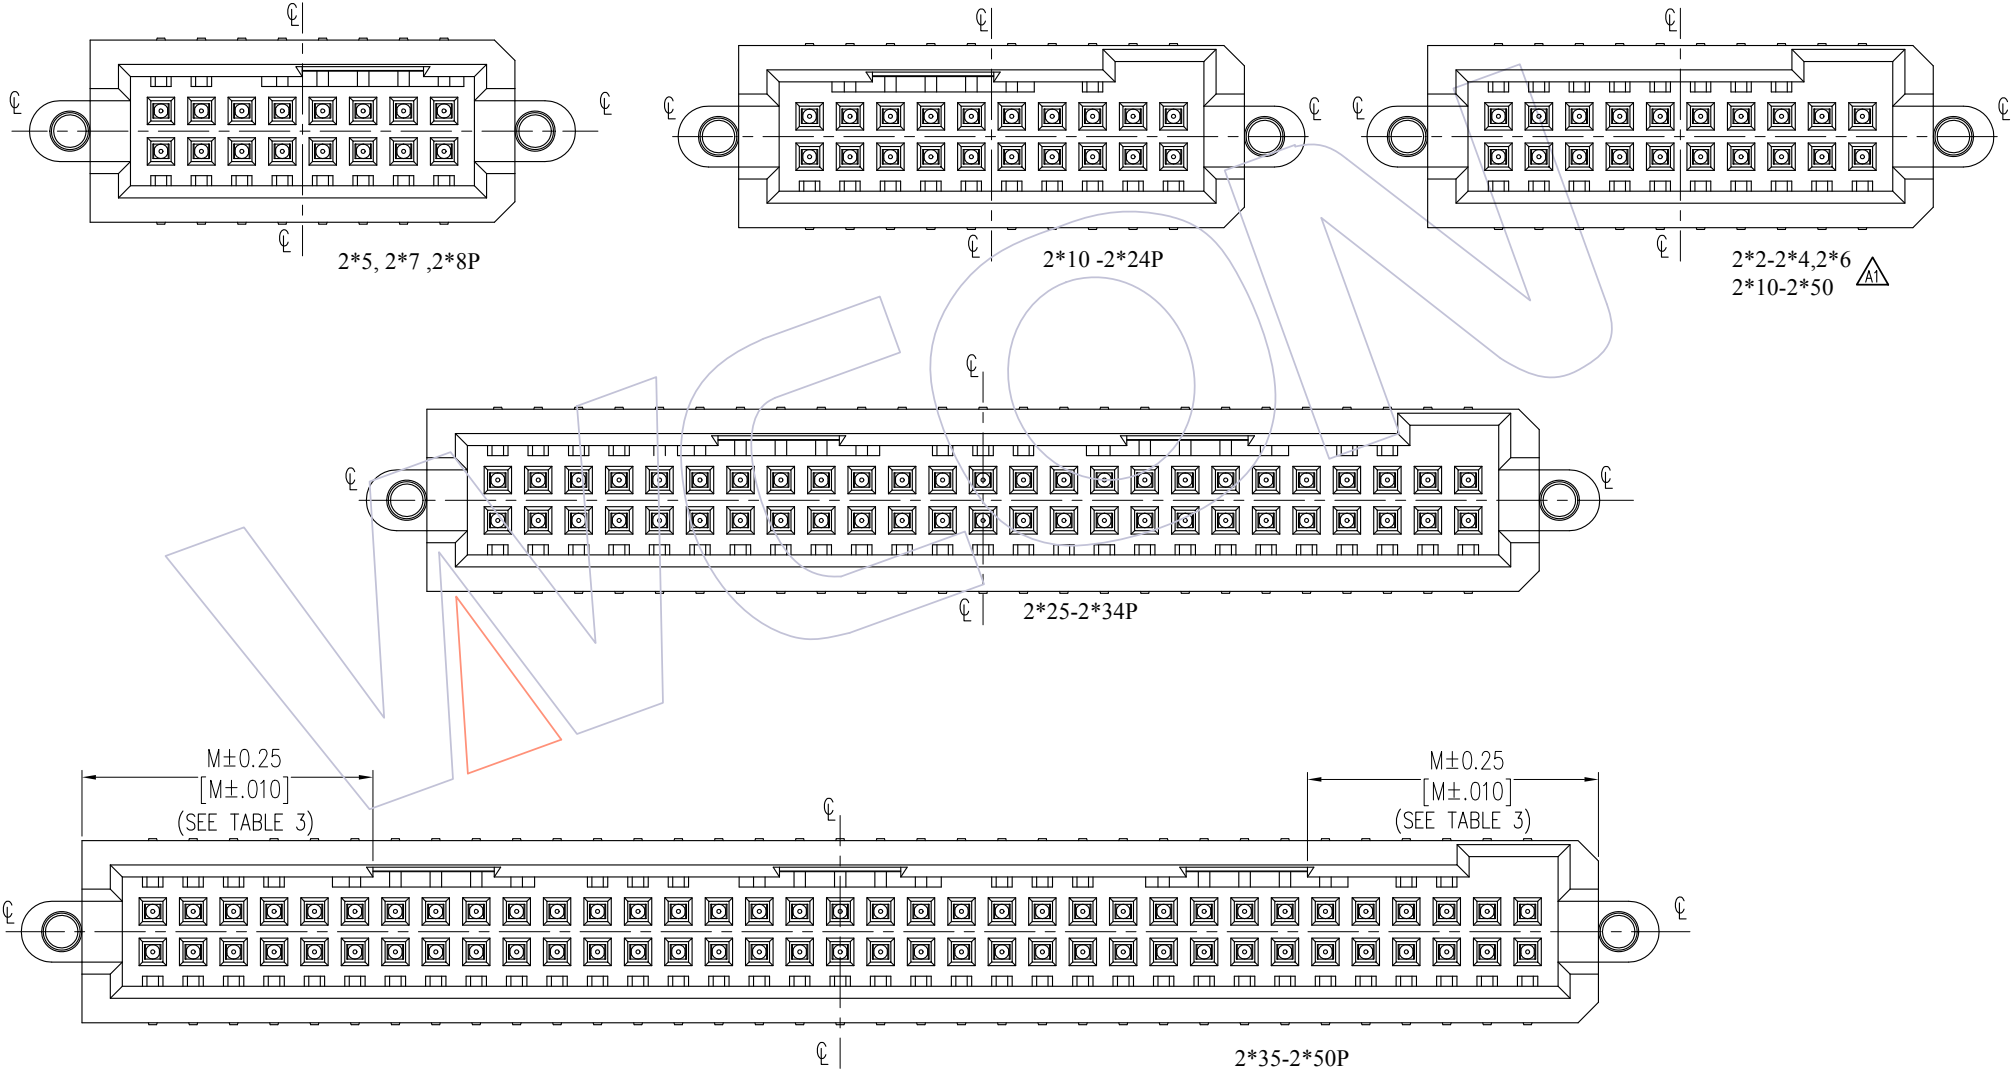 ℄ ℄ ℄
℄ ℄ ℄ ℄ ℄ ℄
℄ ℄ ℄
2*5, 2*7 ,2*8P
2*10 -2*24P
2*2-2*4,2*6
2*10-2*50
A1
WCON
℄
℄ ℄
℄
2*25-2*34P
M±0.25
[M±.010]
(SEE TABLE 3)
℄
M±0.25
[M±.010]
(SEE TABLE 3)
℄ ℄
℄
2*35-2*50P